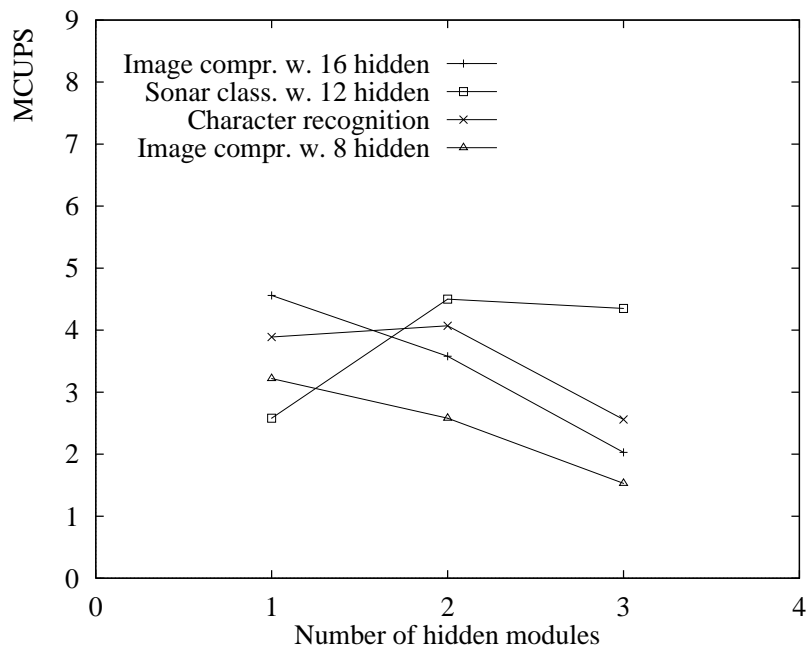 MCUPS
9
8
7
6
5
4
3
2
1
0
Image compr. w. 16 hidden
Sonar class. w. 12 hidden
Character recognition
Image compr. w. 8 hidden
0 1 2 3 4
Number of hidden modules